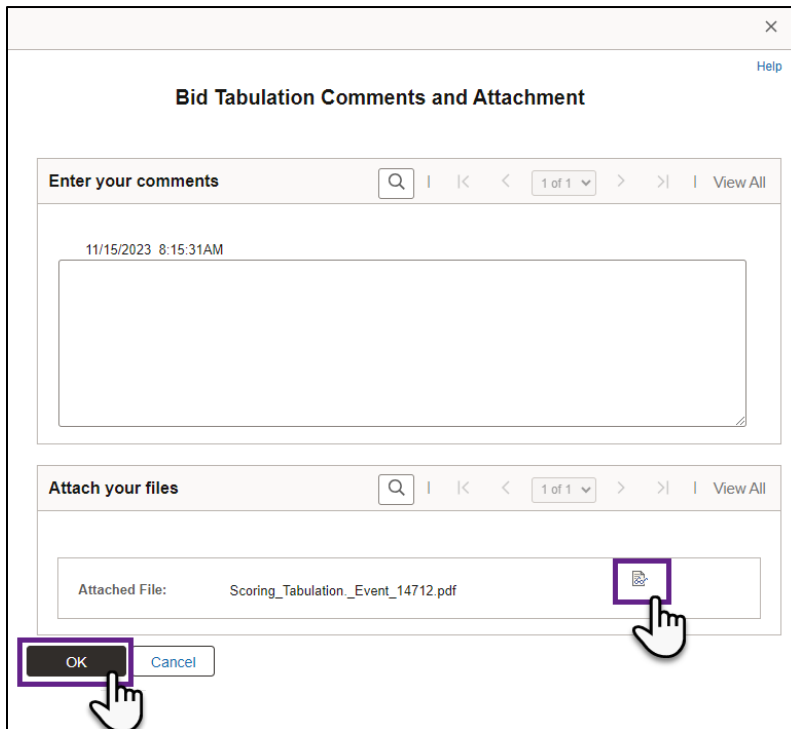 Help
Bid Tabulation Comments and Attachment
Enter your comments 1 of 1 View All
11/15/2023 8:15:31AM
Attach your files 1 of 1 View All
Attached File: Scoring_Tabulation._Event_14712.pdf
OK Cancel